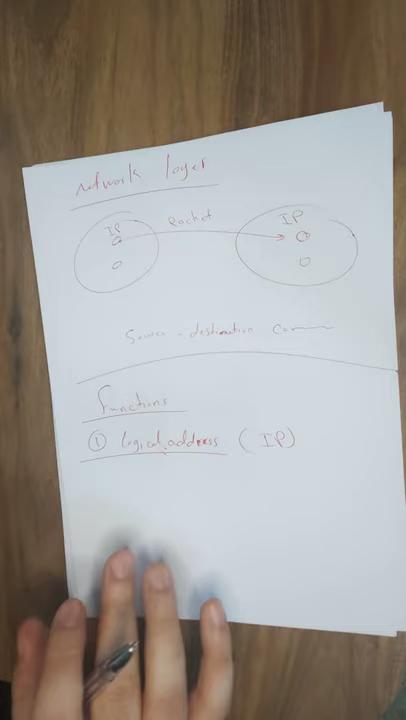 Network layer
IP
Packet
IP
Source - destination
Functions
① logical address (IP)